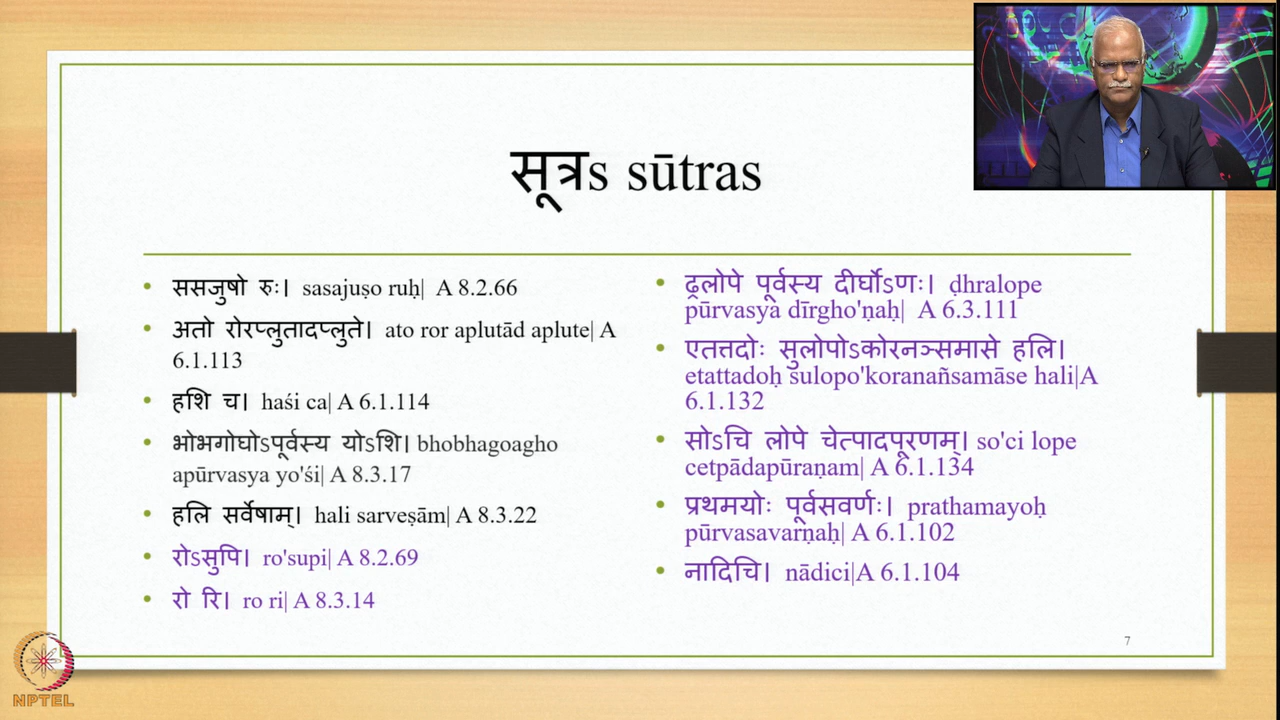 सूत्रs sūtras
ससजुषो रुः। sasajuṣo ruḥ| A 8.2.66
अतो रोरप्लुतादप्लुते। ato ror aplutād aplute| A
6.1.113
हशि च। haśi ca| A 6.1.114
भोभगोघोऽपूर्वस्य योऽशि। bhobhagoagho
apūrvasya yo'śi| A 8.3.17
हलि सर्वेषाम्। hali sarveṣām| A 8.3.22
रोऽसुपि। ro'supi| A 8.2.69
रो रि। ro ri| A 8.3.14
ढ्रलोपे पूर्वस्य दीर्घोऽणः। ḍhralope
pūrvasya dīrgho'ṇaḥ| A 6.3.111
एतत्तदोः सुलोपोऽकोरनञ्समासे हलि।
etattadoḥ sulopo'koranañsamāse hali|A
6.1.132
सोऽचि लोपे चेत्पादपूरणम्। so'ci lope
cetpādapūraṇam| A 6.1.134
प्रथमयोः पूर्वसवर्णः। prathamayoḥ
pūrvasavarṇaḥ| A 6.1.102
नादिचि। nādici|A 6.1.104
7
NPTEL